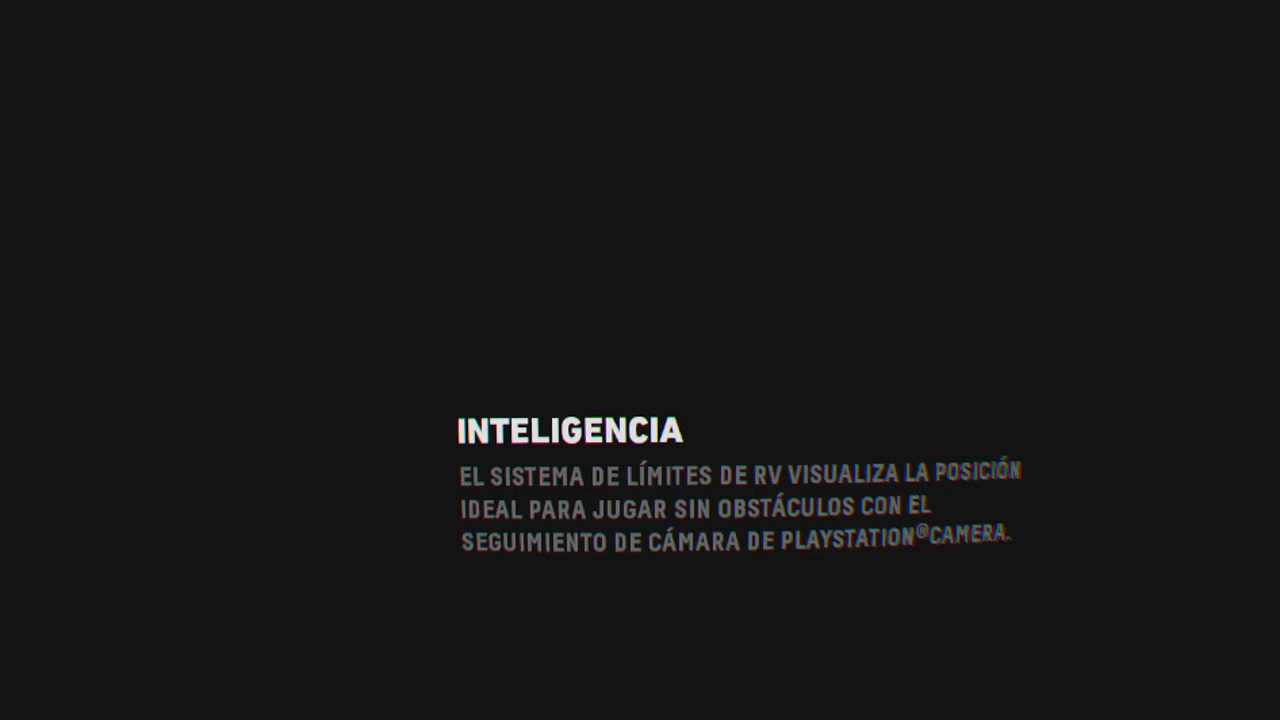 INTELIGENCIA
EL SISTEMA DE LÍMITES DE RV VISUALIZA LA POSICIÓN
IDEAL PARA JUGAR SIN OBSTÁCULOS CON EL
SEGUIMIENTO DE CÁMARA DE PLAYSTATION®CAMERA.